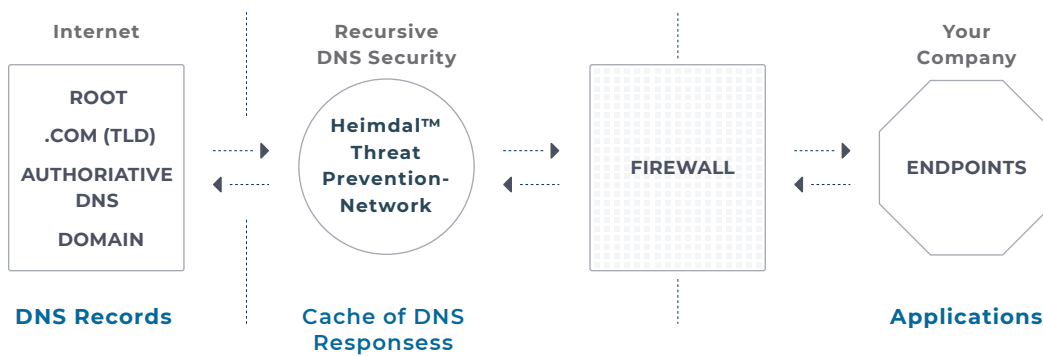 Internet
ROOT
.COM (TLD)
AUTHORIATIVE
DNS
DOMAIN
DNS Records
Recursive
DNS Security
Heimdal™
Threat
Prevention-
Network
Cache of DNS
Responsess
FIREWALL
Your
Company
ENDPOINTS
Applications